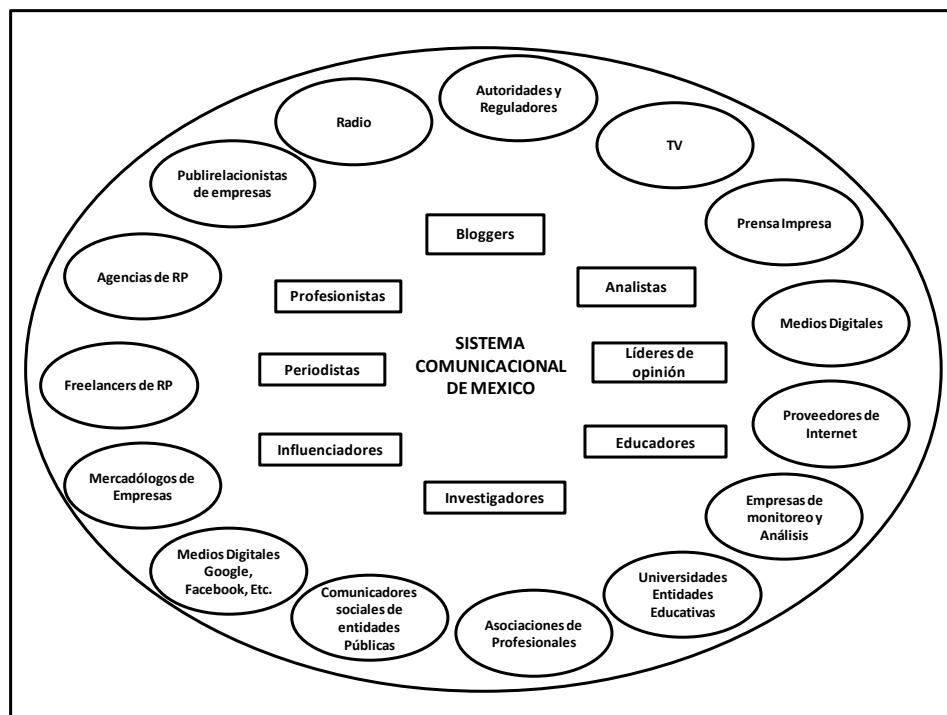 Autoridades y
Reguladores
Radio
TV
Publirelacionistas
de empresas
Prensa Impresa
Bloggers
Agencias de RP
Analistas
Profesionistas
Medios Digitales
SISTEMA
COMUNICACIONAL
DE MEXICO
Líderes de
opinión
Periodistas
Freelancers de RP
Proveedores de
Internet
Educadores
Influenciadores
Mercadólogos de
Empresas
Investigadores
Empresas de
monitoreo y
Análisis
Medios Digitales
Google,
Facebook, Etc.
Universidades
Entidades
Educativas
Comunicadores
sociales de
entidades
Públicas
Asociaciones de
Profesionales